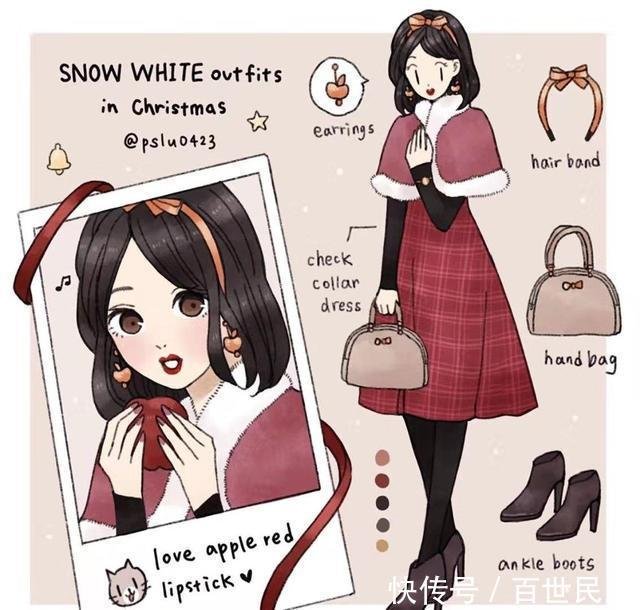 SNOW WHITE outfits
in Christmas
@pslu0423
earrings
hair band
check
collar
dress
hand bag
love apple red
lipstick ♥
ankle boots
快传号 / 百世民